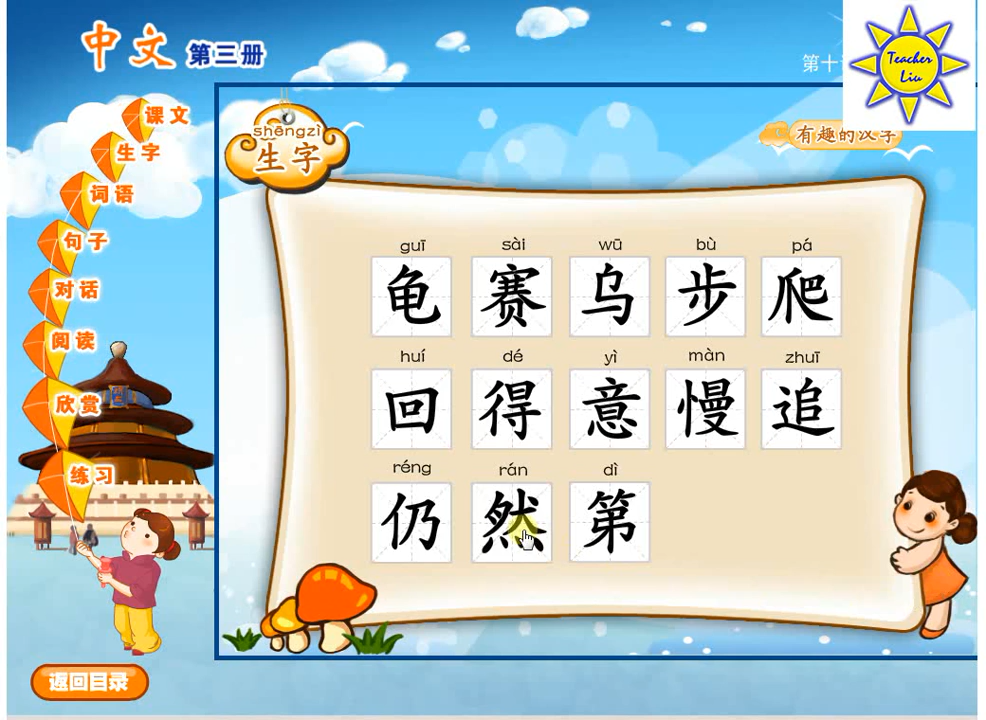 中文 第三册
第十
Teacher
Liu
课文
生字
词语
句子
对话
阅读
欣赏
练习
返回目录
shēngzì
生字
有趣的汉字
guī sài wū bù pá
龟 赛 乌 步 爬
huí dé yì màn zhuī
回 得 意 慢 追
réng rán dì
仍 然 第